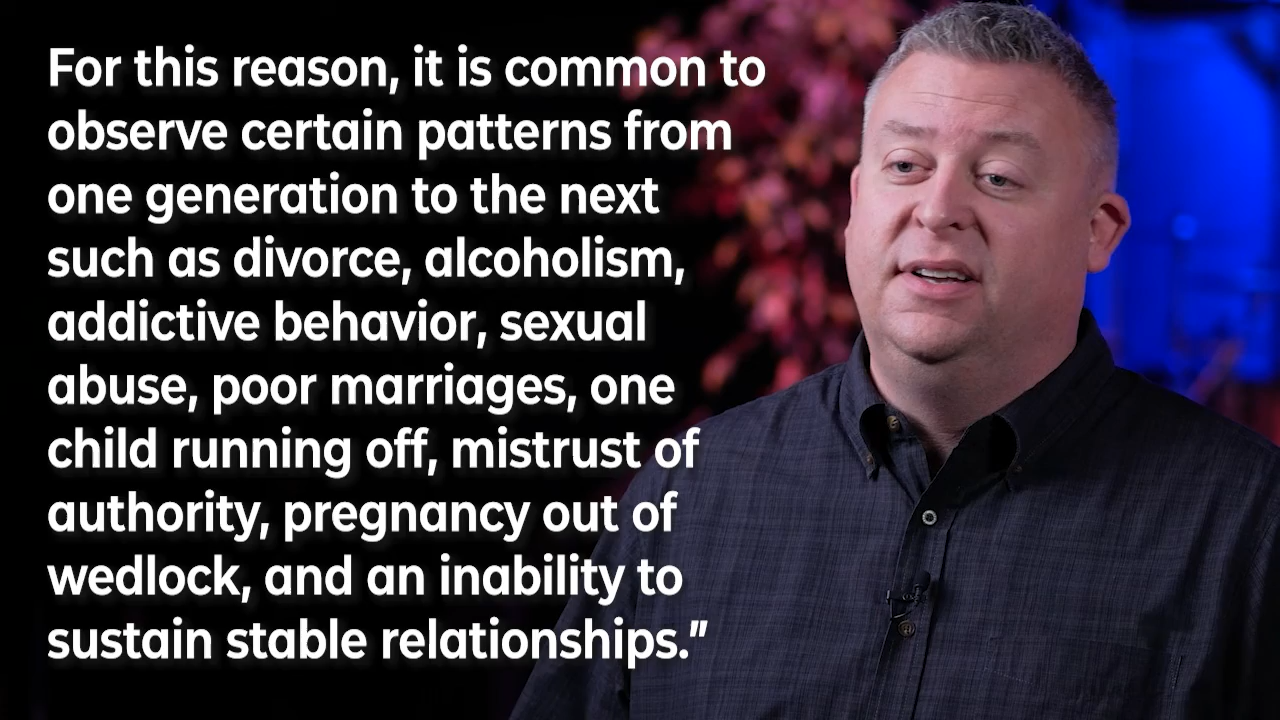 For this reason, it is common to
observe certain patterns from
one generation to the next
such as divorce, alcoholism,
addictive behavior, sexual
abuse, poor marriages, one
child running off, mistrust of
authority, pregnancy out of
wedlock, and an inability to
sustain stable relationships.”